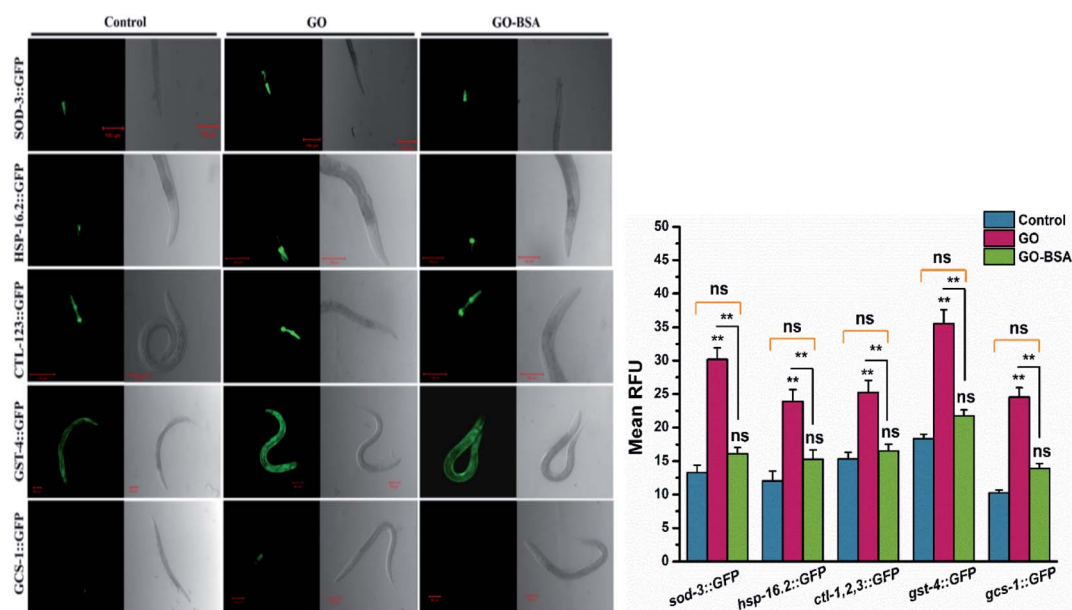 Control GO GO-BSA
SOD-3::GFP
HSP-16.2::GFP
CTL-123::GFP
GST-4::GFP
GCS-1::GFP
Control
GO
GO-BSA
Mean RFU
50
45
40
35
30
25
20
15
10
5
0
ns
**
**
ns
ns
**
**
ns
ns
**
**
ns
ns
**
**
ns
ns
**
**
ns
sod-3::GFP
hsp-16.2::GFP
ctl-1,2,3::GFP
gst-4::GFP
gcs-1::GFP